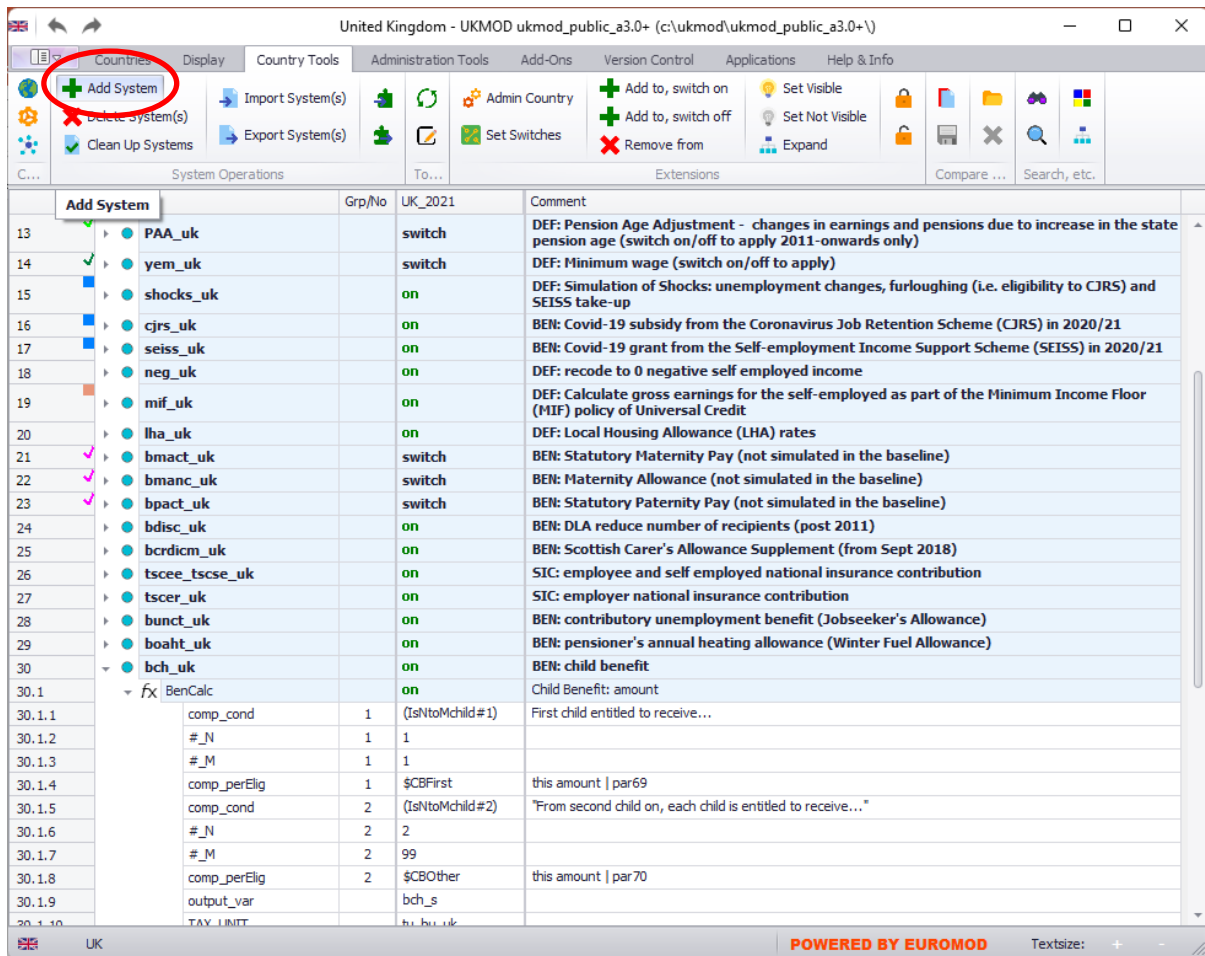 United Kingdom - UKMOD ukmod_public_a3.0+ (c:\ukmod\ukmod_public_a3.0+\)
Countries Display Country Tools Administration Tools Add-Ons Version Control Applications Help & Info
Add System Import System(s) Admin Country Add to, switch on Set Visible
Delete System(s) Add to, switch off Set Not Visible
Clean Up Systems Export System(s) Set Switches Remove from Expand
C... System Operations To... Extensions Compare ... Search, etc.
Add System
Grp/No UK_2021 Comment
13 PAA_uk switch DEF: Pension Age Adjustment - changes in earnings and pensions due to increase in the state
pension age (switch on/off to apply 2011-onwards only)
14 yem_uk switch DEF: Minimum wage (switch on/off to apply)
15 shocks_uk on DEF: Simulation of Shocks: unemployment changes, furloughing (i.e. eligibility to CJRS) and
SEISS take-up
16 cjrs_uk on BEN: Covid-19 subsidy from the Coronavirus Job Retention Scheme (CJRS) in 2020/21
17 seiss_uk on BEN: Covid-19 grant from the Self-employment Income Support Scheme (SEISS) in 2020/21
18 neg_uk on DEF: recode to 0 negative self employed income
19 mif_uk on DEF: Calculate gross earnings for the self-employed as part of the Minimum Income Floor
(MIF) policy of Universal Credit
20 lha_uk on DEF: Local Housing Allowance (LHA) rates
21 bmact_uk switch BEN: Statutory Maternity Pay (not simulated in the baseline)
22 bmanc_uk switch BEN: Maternity Allowance (not simulated in the baseline)
23 bpact_uk switch BEN: Statutory Paternity Pay (not simulated in the baseline)
24 bdisc_uk on BEN: DLA reduce number of recipients (post 2011)
25 bcrdicm_uk on BEN: Scottish Carer's Allowance Supplement (from Sept 2018)
26 tscee_tscse_uk on SIC: employee and self employed national insurance contribution
27 tscer_uk on SIC: employer national insurance contribution
28 bunct_uk on BEN: contributory unemployment benefit (Jobseeker's Allowance)
29 boaht_uk on BEN: pensioner's annual heating allowance (Winter Fuel Allowance)
30 bch_uk on BEN: child benefit
30.1 fx BenCalc on Child Benefit: amount
30.1.1 comp_cond 1 (IsNtoMchild#1) First child entitled to receive...
30.1.2 #_N 1 1
30.1.3 #_M 1 1
30.1.4 comp_perElig 1 $CBFirst this amount | par69
30.1.5 comp_cond 2 (IsNtoMchild#2) "From second child on, each child is entitled to receive..."
30.1.6 #_N 2 2
30.1.7 #_M 2 99
30.1.8 comp_perElig 2 $CBOther this amount | par70
30.1.9 output_var bch_s
30.1.10 TAX_UNIT tu_bu_uk
UK POWERED BY EUROMOD Textsize: + -